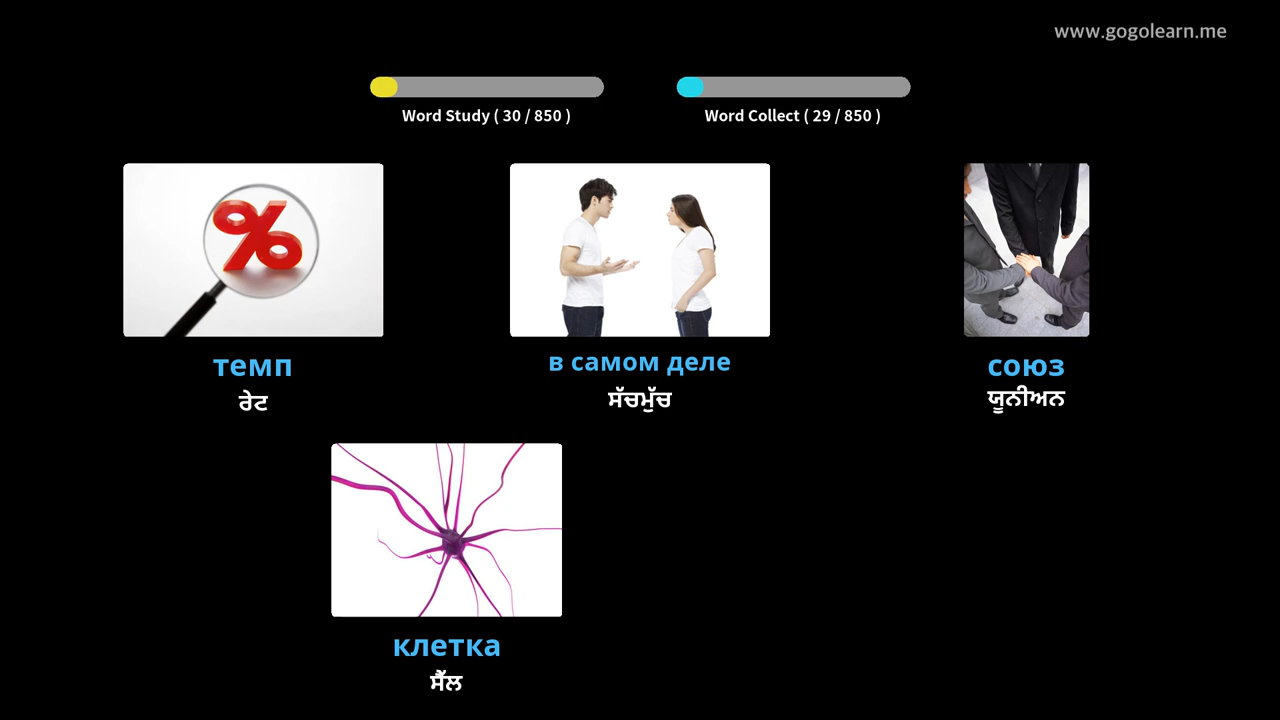 www.gogolearn.me
Word Study ( 30 / 850 )
Word Collect ( 29 / 850 )
%
темп
ਰੇਟ
в самом деле
ਸੱਚਮੁੱਚ
союз
ਯੂਨੀਅਨ
клетка
ਸੈੱਲ